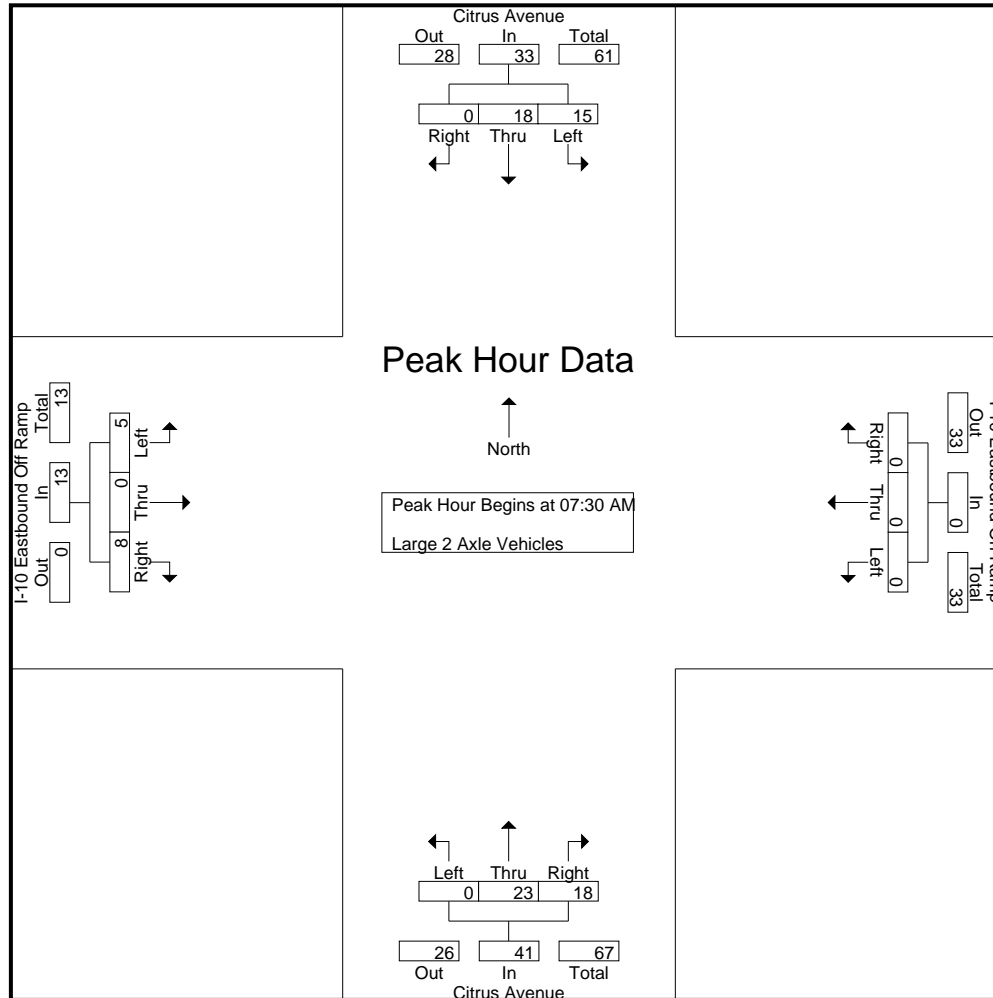 Citrus Avenue
Out In Total
28 33 61
0 18 15
Right Thru Left
Peak Hour Data
North
Peak Hour Begins at 07:30 AM
Large 2 Axle Vehicles
I-10 Eastbound Off Ramp
Total In Out
13 13 0
5 0 8
Left Thru Right
Right Thru Left
0 0 0
33 0 33
Out In Total
Left Thru Right
0 23 18
26 41 67
Out In Total
Citrus Avenue